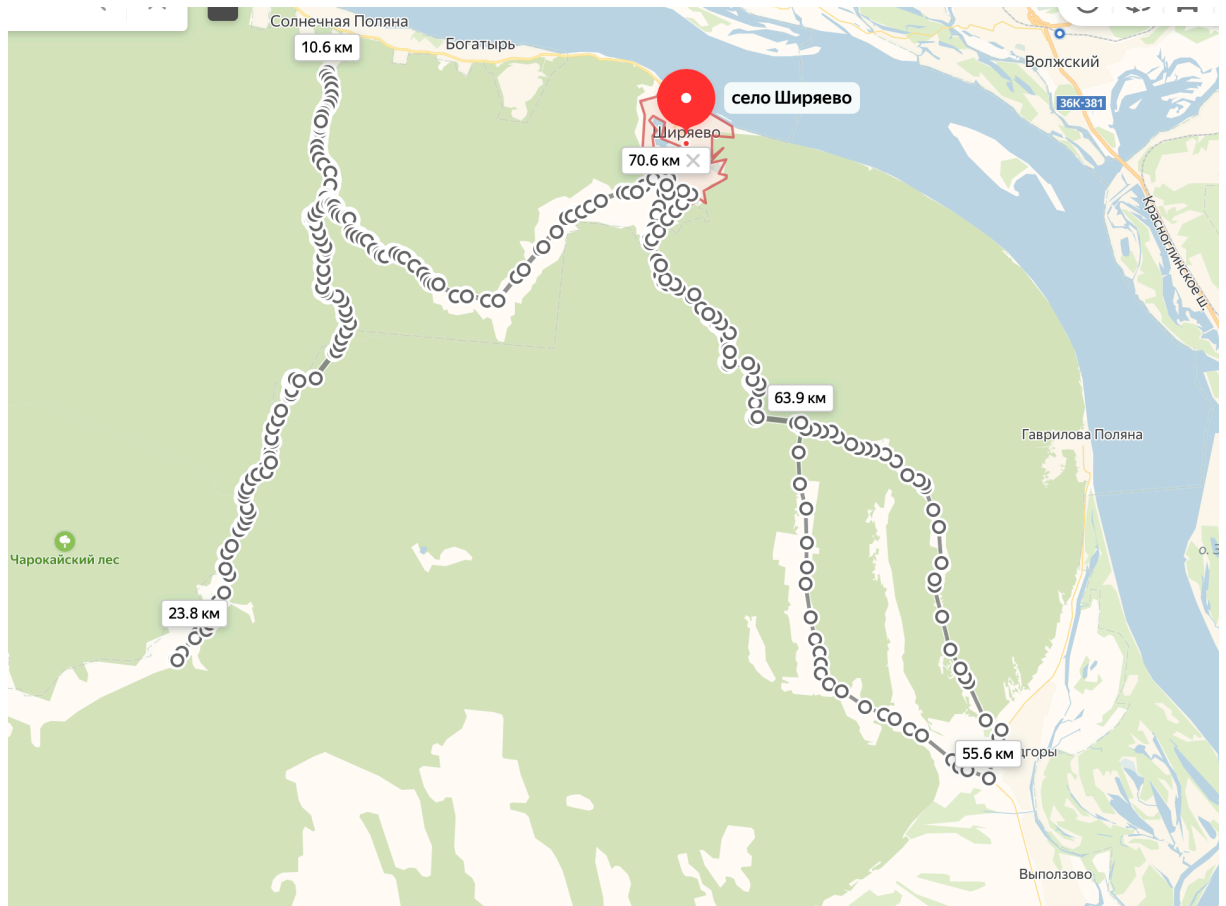 Солнечная Поляна
10.6 км
Богатырь
Волжский
36К-381
село Ширяево
Ширяево
70.6 км
Красноглинское ш.
63.9 км
Гаврилова Поляна
Чарокайский лес
о.
23.8 км
55.6 км
дгоры
Выползово